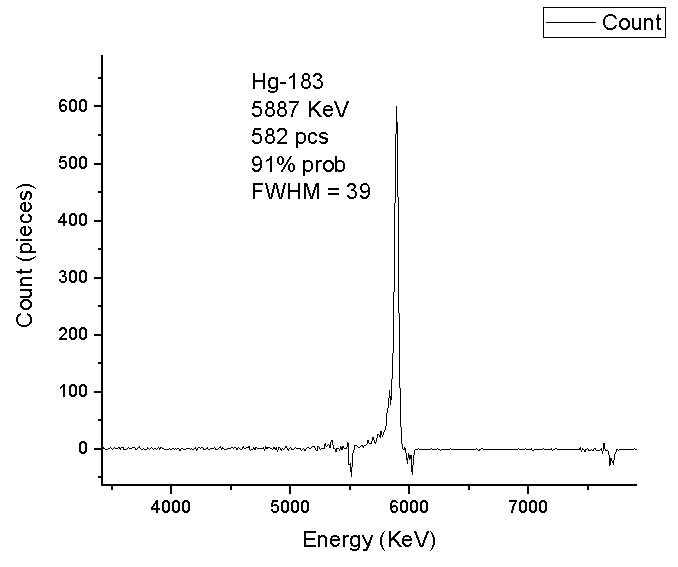 Count
Hg-183
5887 KeV
582 pcs
91% prob
FWHM = 39
Count (pieces)
600
500
400
300
200
100
0
4000 5000 6000 7000
Energy (KeV)